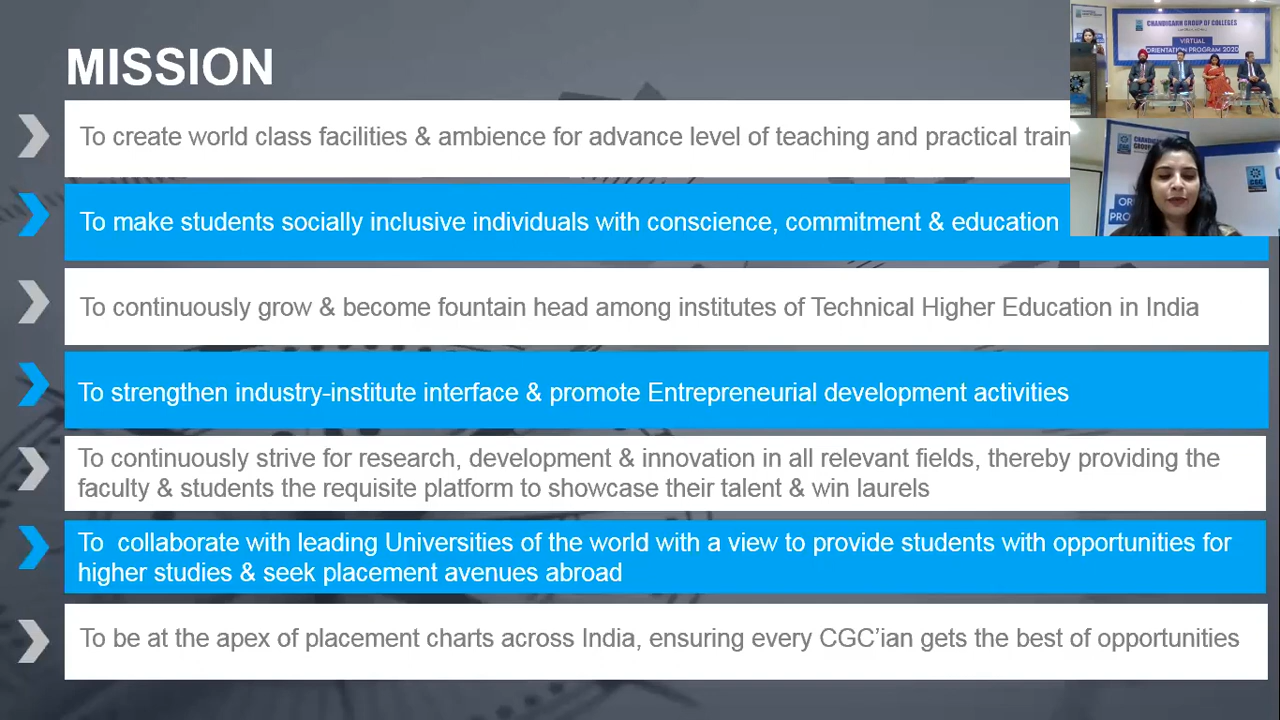 MISSION
To create world class facilities & ambience for advance level of teaching and practical train
To make students socially inclusive individuals with conscience, commitment & education
To continuously grow & become fountain head among institutes of Technical Higher Education in India
To strengthen industry-institute interface & promote Entrepreneurial development activities
To continuously strive for research, development & innovation in all relevant fields, thereby providing the
faculty & students the requisite platform to showcase their talent & win laurels
To collaborate with leading Universities of the world with a view to provide students with opportunities for
higher studies & seek placement avenues abroad
To be at the apex of placement charts across India, ensuring every CGC'ian gets the best of opportunities
CHANDIGARH GROUP OF COLLEGES
VIRTUAL
ORIENTATION PROGRAM 2020
CGC